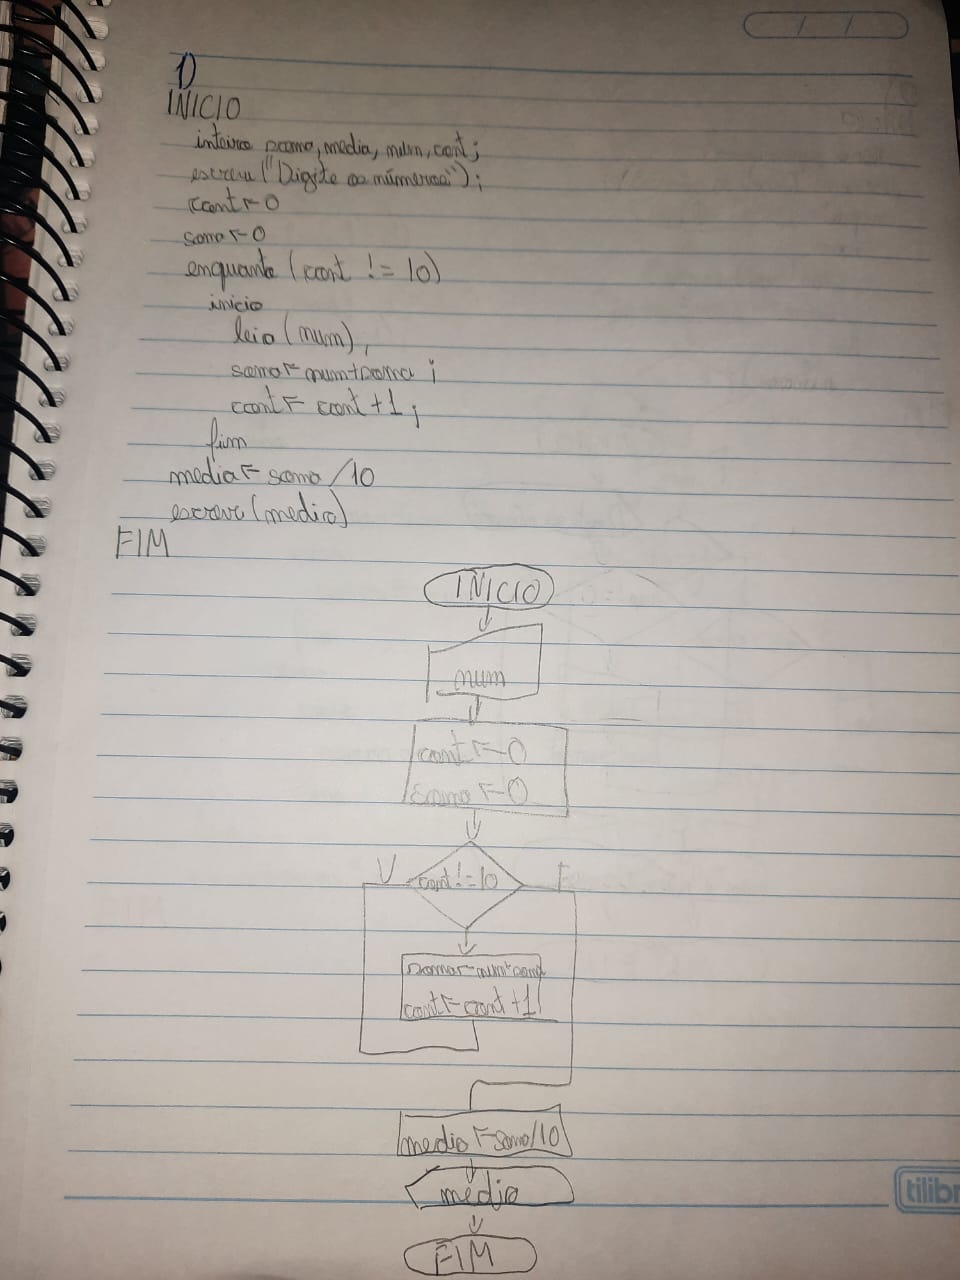 1)
INICIO
inteiro soma, media, num, cont;
escreva ("Digite os números");
cont ← 0
soma ← 0
enquanto (cont != 10)
inicio
leia (num),
soma ← num+soma;
cont ← cont +1;
fim
media ← soma /10
escreva (media)
FIM
INICIO
num
cont ← 0
soma ← 0
V cont != 10 F
soma ← num+soma
cont ← cont +1
media ← soma/10
media
FIM
tilibr